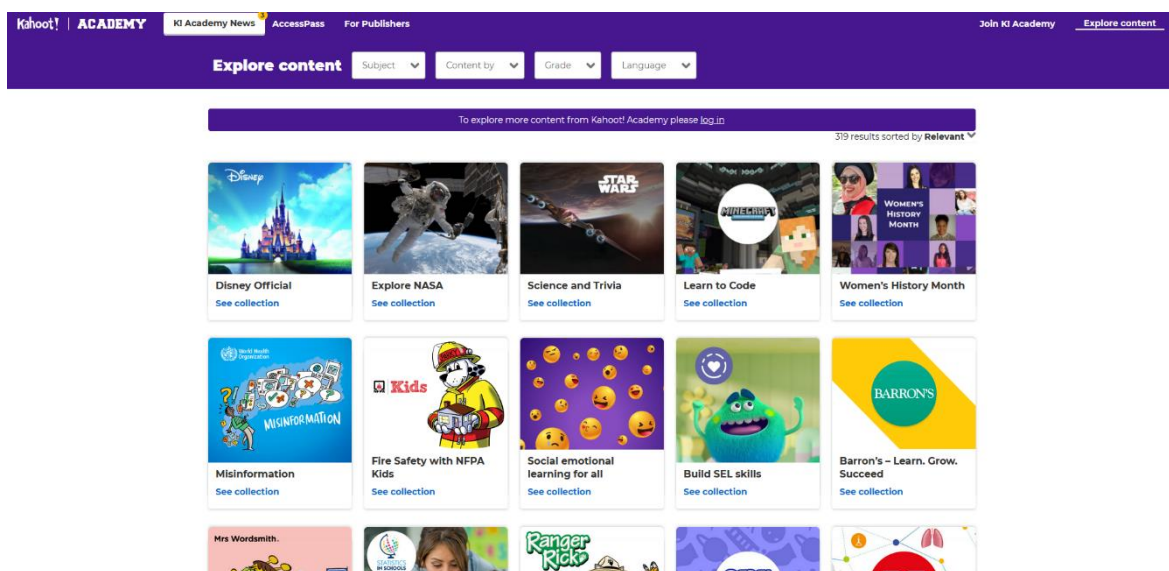 Kahoot! | ACADEMY
K! Academy News 3
AccessPass
For Publishers
Join K! Academy
Explore content
Explore content
Subject
Content by
Grade
Language
To explore more content from Kahoot! Academy please log in
319 results sorted by Relevant
Disney
STAR WARS
MINECRAFT
WOMEN'S
HISTORY
MONTH
Disney Official
See collection
Explore NASA
See collection
Science and Trivia
See collection
Learn to Code
See collection
Women's History Month
See collection
World Health
Organization
MISINFORMATION
Kids
BARRON'S
Misinformation
See collection
Fire Safety with NFPA
Kids
See collection
Social emotional
learning for all
See collection
Build SEL skills
See collection
Barron's – Learn. Grow.
Succeed
See collection
Mrs Wordsmith.
STATISTICS
IN SCHOOLS
Ranger
Rick